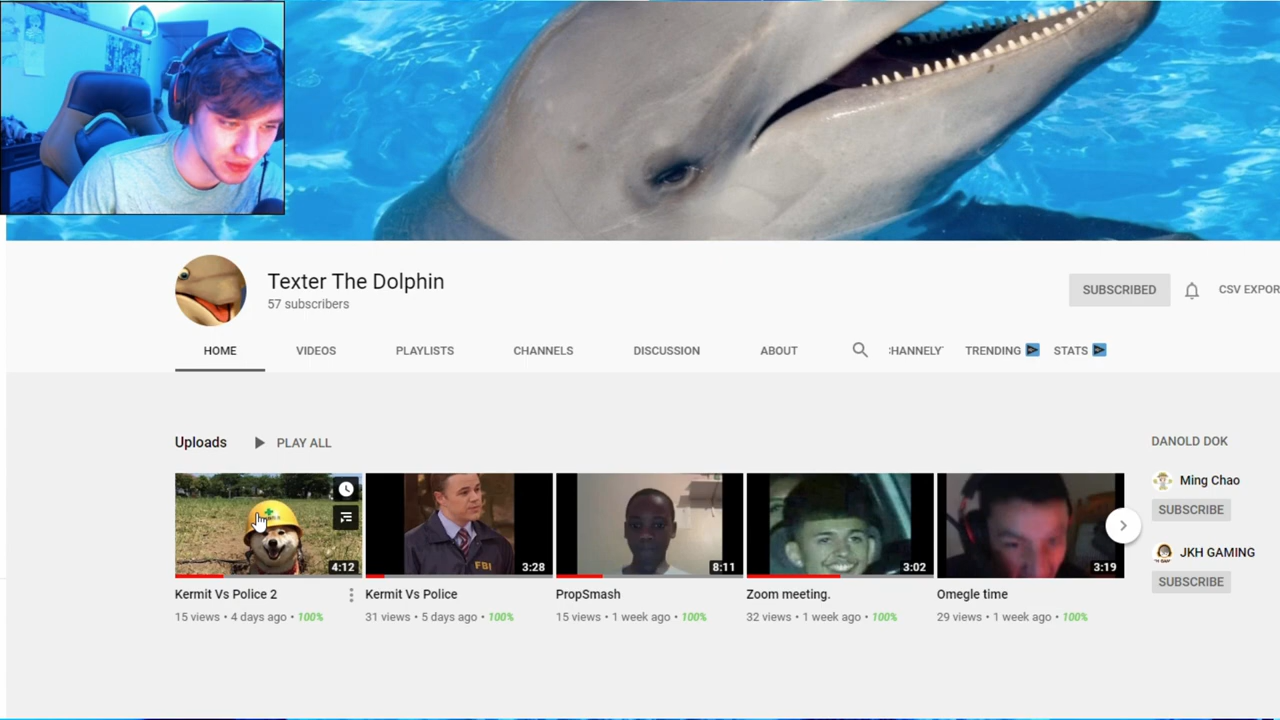 Texter The Dolphin
57 subscribers
SUBSCRIBED
CSV EXPOR
HOME VIDEOS PLAYLISTS CHANNELS DISCUSSION ABOUT HANNELY TRENDING STATS
Uploads PLAY ALL
4:12 3:28 8:11 3:02 3:19
FBI
Kermit Vs Police 2
15 views • 4 days ago • 100%
Kermit Vs Police
31 views • 5 days ago • 100%
PropSmash
15 views • 1 week ago • 100%
Zoom meeting.
32 views • 1 week ago • 100%
Omegle time
29 views • 1 week ago • 100%
DANOLD DOK
Ming Chao
SUBSCRIBE
JKH GAMING
SUBSCRIBE